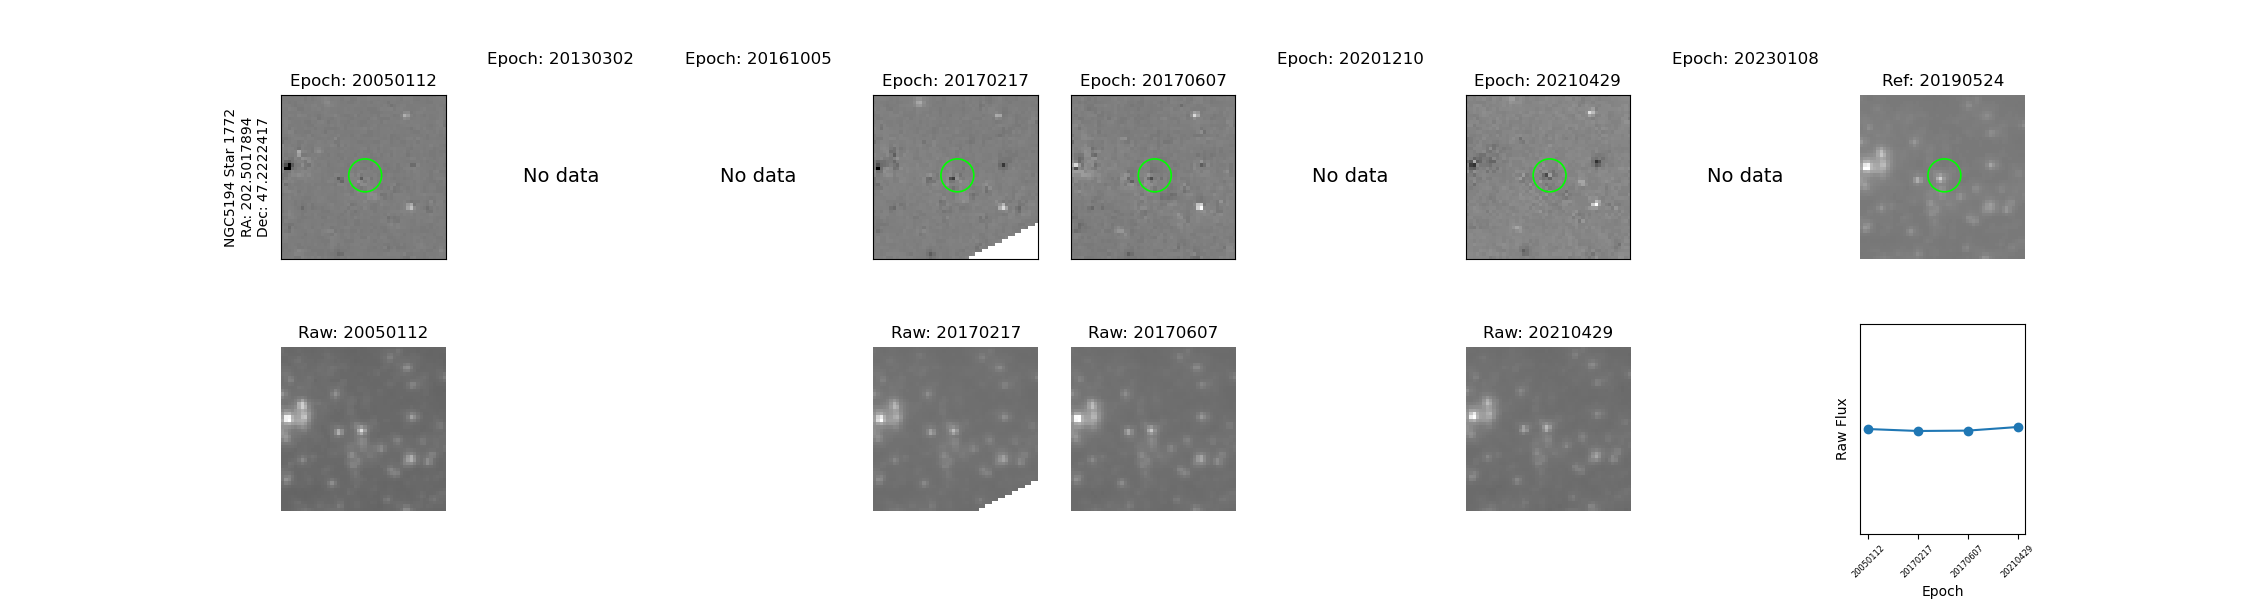 Epoch: 20050112
Epoch: 20130302
Epoch: 20161005
Epoch: 20170217
Epoch: 20170607
Epoch: 20201210
Epoch: 20210429
Epoch: 20230108
Ref: 20190524
NGC5194 Star 1772
RA: 202.5017894
Dec: 47.2222417
No data
No data
No data
No data
Raw: 20050112
Raw: 20170217
Raw: 20170607
Raw: 20210429
Raw Flux
20050112
20170217
20170607
20210429
Epoch